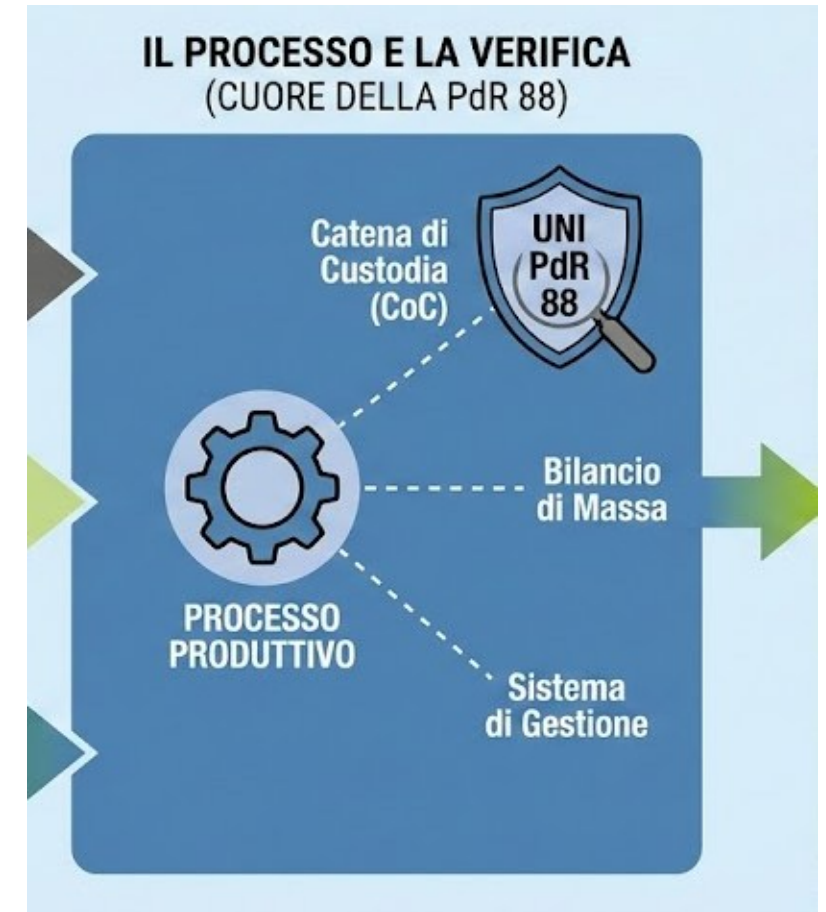 IL PROCESSO E LA VERIFICA
(CUORE DELLA PdR 88)
Catena di
Custodia
(CoC)
UNI
PdR
88
Bilancio
di Massa
PROCESSO
PRODUTTIVO
Sistema
di Gestione